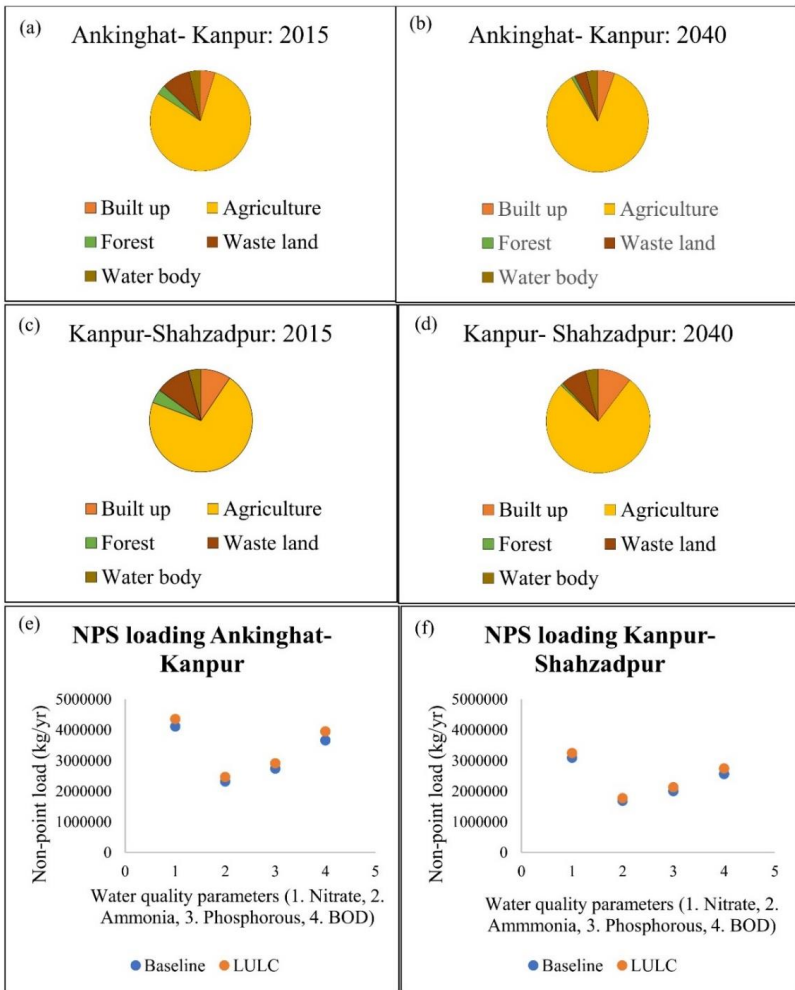 (a)
Ankinghat- Kanpur: 2015
Built up
Agriculture
Forest
Waste land
Water body
(b)
Ankinghat- Kanpur: 2040
Built up
Agriculture
Forest
Waste land
Water body
(c)
Kanpur-Shahzadpur: 2015
Built up
Agriculture
Forest
Waste land
Water body
(d)
Kanpur- Shahzadpur: 2040
Built up
Agriculture
Forest
Waste land
Water body
(e)
NPS loading Ankinghat-
Kanpur
Non-point load (kg/yr)
5000000
4000000
3000000
2000000
1000000
0
0 1 2 3 4 5
Water quality parameters (1. Nitrate, 2.
Ammonia, 3. Phosphorous, 4. BOD)
Baseline
LULC
(f)
NPS loading Kanpur-
Shahzadpur
Non-point load (kg/yr)
5000000
4000000
3000000
2000000
1000000
0
0 1 2 3 4 5
Water quality parameters (1. Nitrate, 2.
Ammmonia, 3. Phosphorous, 4. BOD)
Baseline
LULC